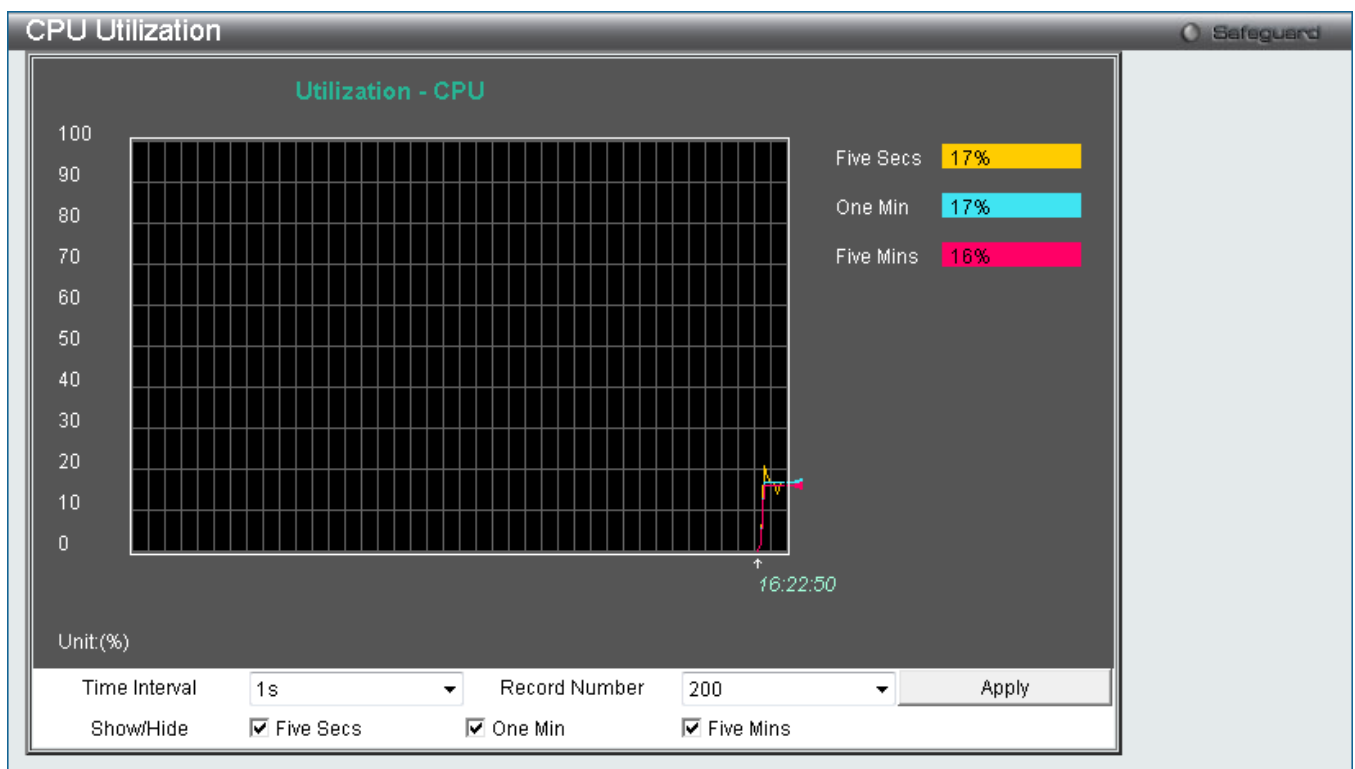 CPU Utilization
Safeguard
Utilization - CPU
100
90
80
70
60
50
40
30
20
10
0
Five Secs 17%
One Min 17%
Five Mins 16%
16:22:50
Unit:(%)
Time Interval 1s Record Number 200 Apply
Show/Hide Five Secs One Min Five Mins